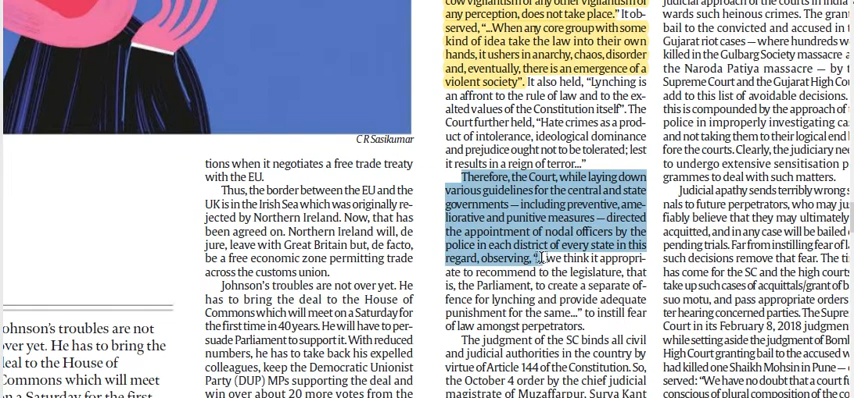 C R Sasikumar
tions when it negotiates a free trade treaty
with the EU.
Thus, the border between the EU and the
UK is in the Irish Sea which was originally re-
jected by Northern Ireland. Now, that has
been agreed on. Northern Ireland will, de
jure, leave with Great Britain but, de facto,
be a free economic zone permitting trade
across the customs union.
Johnson's troubles are not over yet. He
has to bring the deal to the House of
Commons which will meet on a Saturday for
the first time in 40 years. He will have to per-
suade Parliament to support it. With reduced
numbers, he has to take back his expelled
colleagues, keep the Democratic Unionist
Party (DUP) MPs supporting the deal and
win over about 20 more votes from the
ohnson's troubles are not
over yet. He has to bring the
deal to the House of
Commons which will meet
on a Saturday for the first
cow vigilantism or any other vigilantism of
any perception, does not take place." It ob-
served, "...When any core group with some
kind of idea take the law into their own
hands, it ushers in anarchy, chaos, disorder
and, eventually, there is an emergence of a
violent society". It also held, "Lynching is
an affront to the rule of law and to the ex-
alted values of the Constitution itself". The
Court further held, "Hate crimes as a prod-
uct of intolerance, ideological dominance
and prejudice ought not to be tolerated; lest
it results in a reign of terror..."
Therefore, the Court, while laying down
various guidelines for the central and state
governments — including preventive, ame-
liorative and punitive measures — directed
the appointment of nodal officers by the
police in each district of every state in this
regard, observing, "...we think it appropri-
ate to recommend to the legislature, that
is, the Parliament, to create a separate of-
fence for lynching and provide adequate
punishment for the same..." to instill fear
of law amongst perpetrators.
The judgment of the SC binds all civil
and judicial authorities in the country by
virtue of Article 144 of the Constitution. So,
the October 4 order by the chief judicial
magistrate of Muzaffarpur, Surya Kant
judicial approach of the courts in India
wards such heinous crimes. The grant
bail to the convicted and accused in
Gujarat riot cases — where hundreds w
killed in the Gulbarg Society massacre a
the Naroda Patiya massacre — by t
Supreme Court and the Gujarat High Cou
add to this list of avoidable decisions.
this is compounded by the approach of
police in improperly investigating ca
and not taking them to their logical end
fore the courts. Clearly, the judiciary nee
to undergo extensive sensitisation p
grammes to deal with such matters.
Judicial apathy sends terribly wrong s
nals to future perpetrators, who may ju
fiably believe that they may ultimately
acquitted, and in any case will be bailed
pending trials. Far from instilling fear of la
such decisions remove that fear. The ti
has come for the SC and the high courts
take up such cases of acquittals/grant of b
suo motu, and pass appropriate orders
ter hearing concerned parties. The Supre
Court in its February 8, 2018 judgmen
while setting aside the judgment of Bomb
High Court granting bail to the accused w
had killed one Shaikh Mohsin in Pune — o
served: "We have no doubt that a court fu
conscious of the plural composition of the co